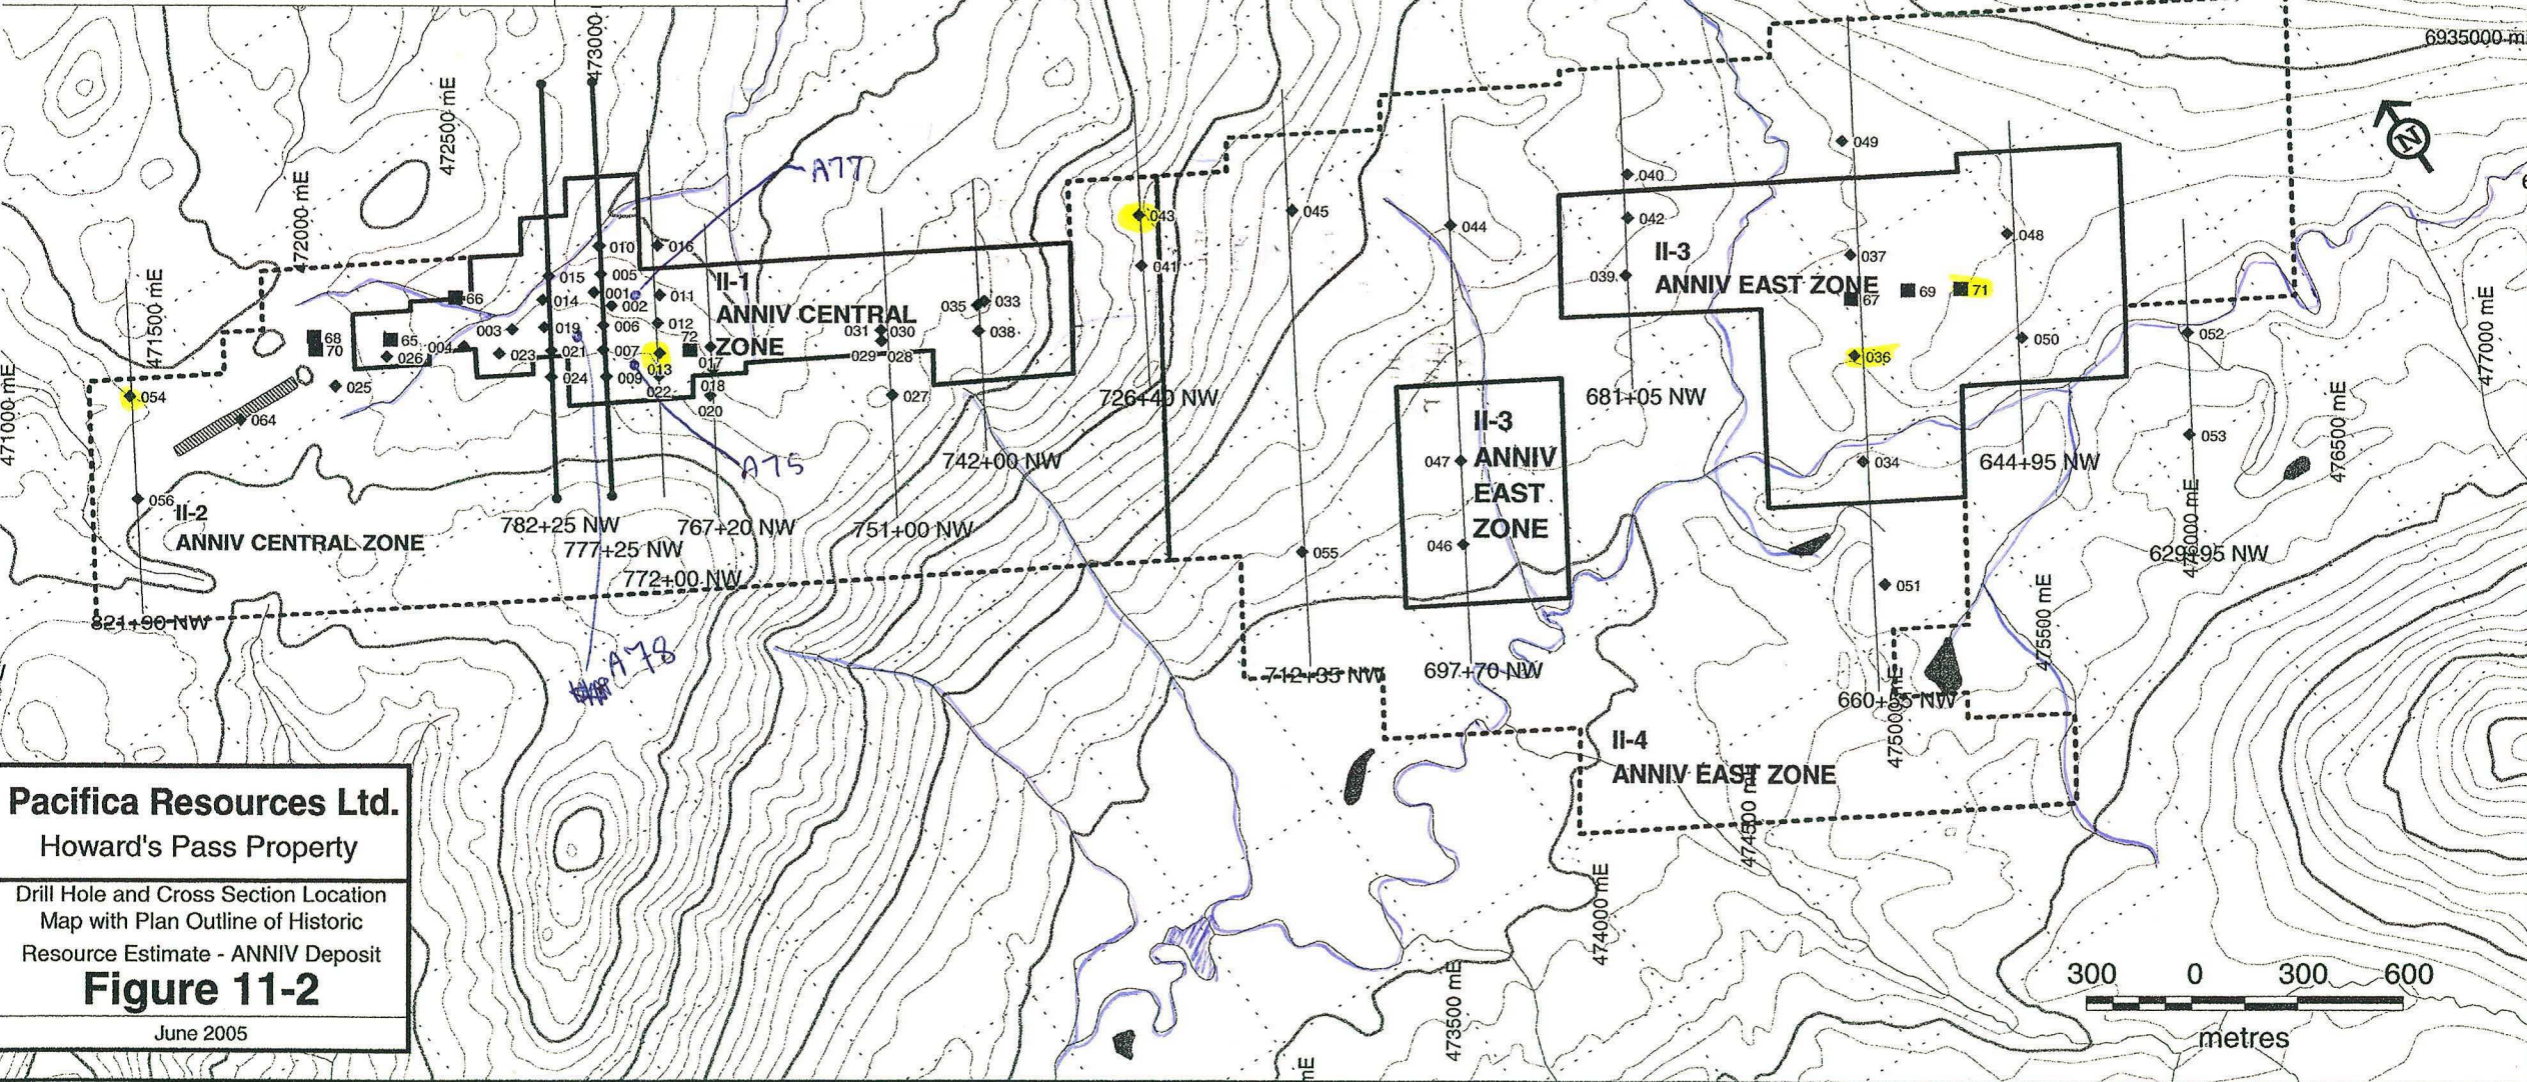 6935000 m
473000
472500 mE
472000 mE
471500 mE
471000 mE
A77
N
049
040
042
043
045
044
048
041
037
039
010
016
015
005
001
014
002
011
66
003
019
006
012
004
023
021
007
72
017
013
024
009
022
018
020
68
70
65
026
025
054
064
056
031
030
029
028
027
035
033
038
67
69
71
036
050
052
053
047
046
055
034
051
II-1
ANNIV CENTRAL
ZONE
II-3
ANNIV EAST ZONE
II-3
ANNIV
EAST
ZONE
II-2
ANNIV CENTRAL ZONE
II-4
ANNIV EAST ZONE
A75
A78
726+40 NW
681+05 NW
742+00 NW
644+95 NW
782+25 NW
777+25 NW
772+00 NW
767+20 NW
751+00 NW
821+90 NW
712+35 NW
697+70 NW
660+55 NW
629+95 NW
477000 mE
476500 mE
476000 mE
475500 mE
475000 mE
474500 mE
474000 mE
473500 mE
mE
Pacifica Resources Ltd.
Howard's Pass Property
Drill Hole and Cross Section Location
Map with Plan Outline of Historic
Resource Estimate - ANNIV Deposit
Figure 11-2
June 2005
300 0 300 600
metres